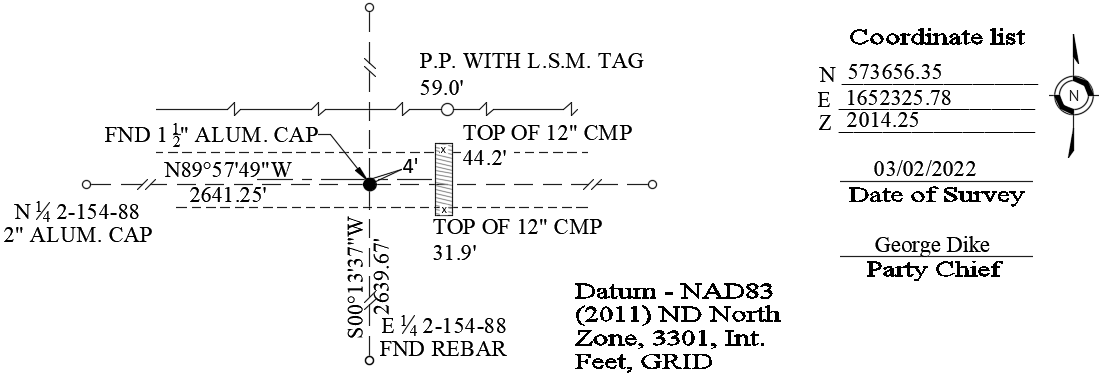 P.P. WITH L.S.M. TAG
59.0'
FND 1 1/2" ALUM. CAP
TOP OF 12" CMP
44.2'
x
4'
N89°57'49"W
2641.25'
x
N ¼ 2-154-88
2" ALUM. CAP
TOP OF 12" CMP
31.9'
S00°13'37"W
2639.67'
E ¼ 2-154-88
FND REBAR
Datum - NAD83
(2011) ND North
Zone, 3301, Int.
Feet, GRID
Coordinate list
N 573656.35
E 1652325.78
Z 2014.25
N
03/02/2022
Date of Survey
George Dike
Party Chief